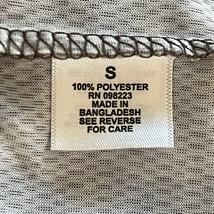 S
100% POLYESTER
RN 098223
MADE IN
BANGLADESH
SEE REVERSE
FOR CARE